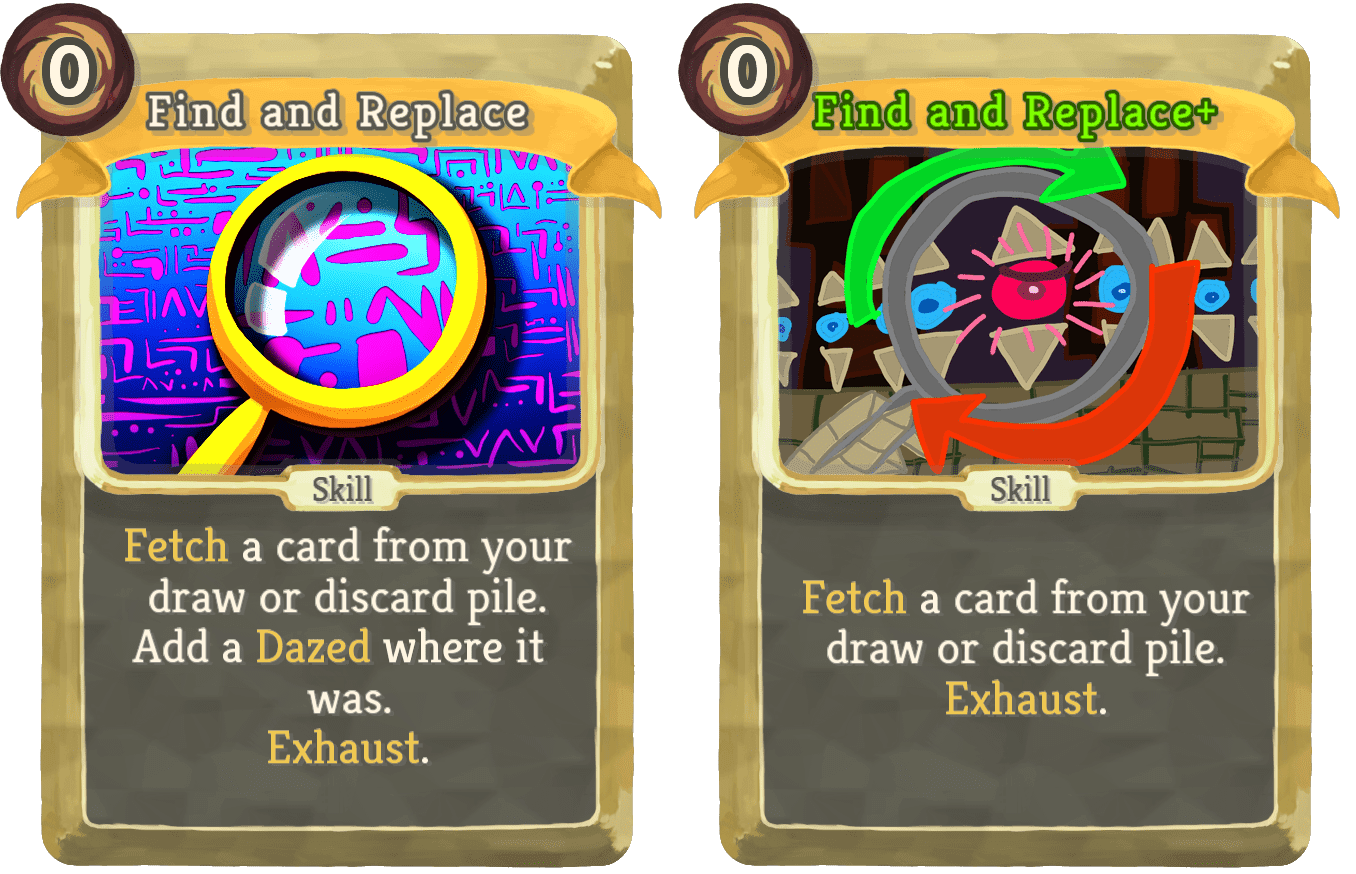 0
Find and Replace
Skill
Fetch a card from your
draw or discard pile.
Add a Dazed where it
was.
Exhaust.
0
Find and Replace+
Skill
Fetch a card from your
draw or discard pile.
Exhaust.